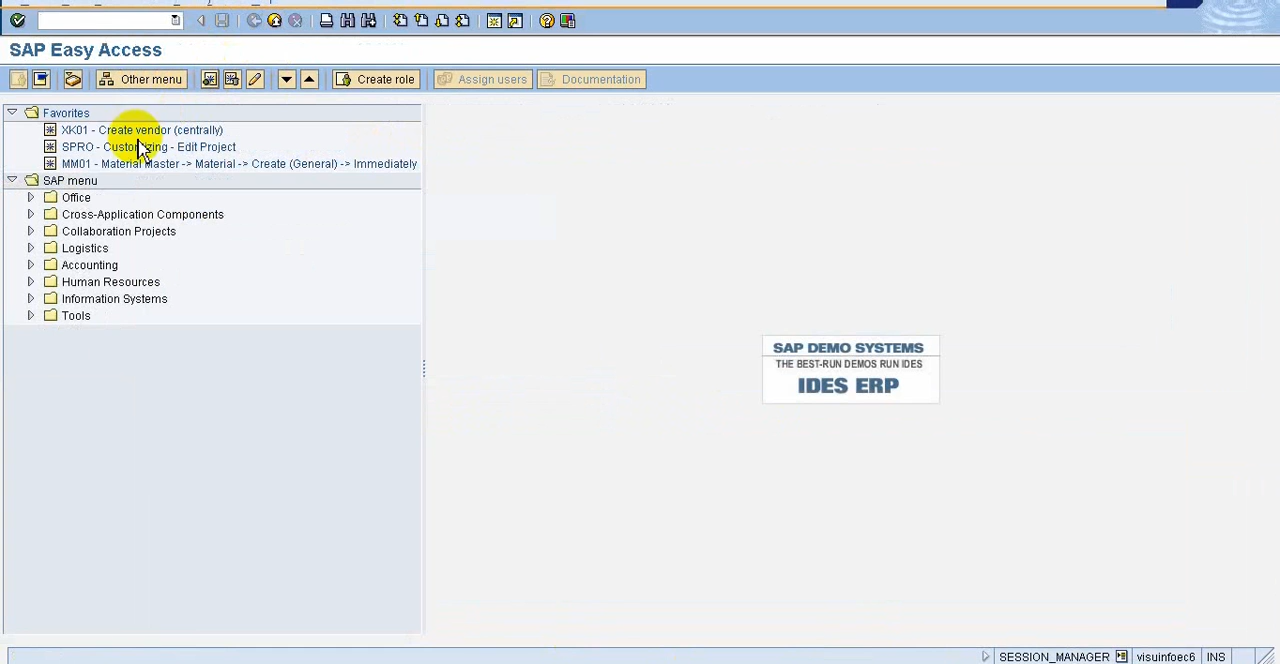 SAP Easy Access
Other menu
Create role
Assign users
Documentation
Favorites
XK01 - Create vendor (centrally)
SPRO - Customizing - Edit Project
MM01 - Material Master -> Material -> Create (General) -> Immediately
SAP menu
Office
Cross-Application Components
Collaboration Projects
Logistics
Accounting
Human Resources
Information Systems
Tools
SAP DEMO SYSTEMS
THE BEST-RUN DEMOS RUN IDES
IDES ERP
SESSION_MANAGER
visuinfoec6
INS